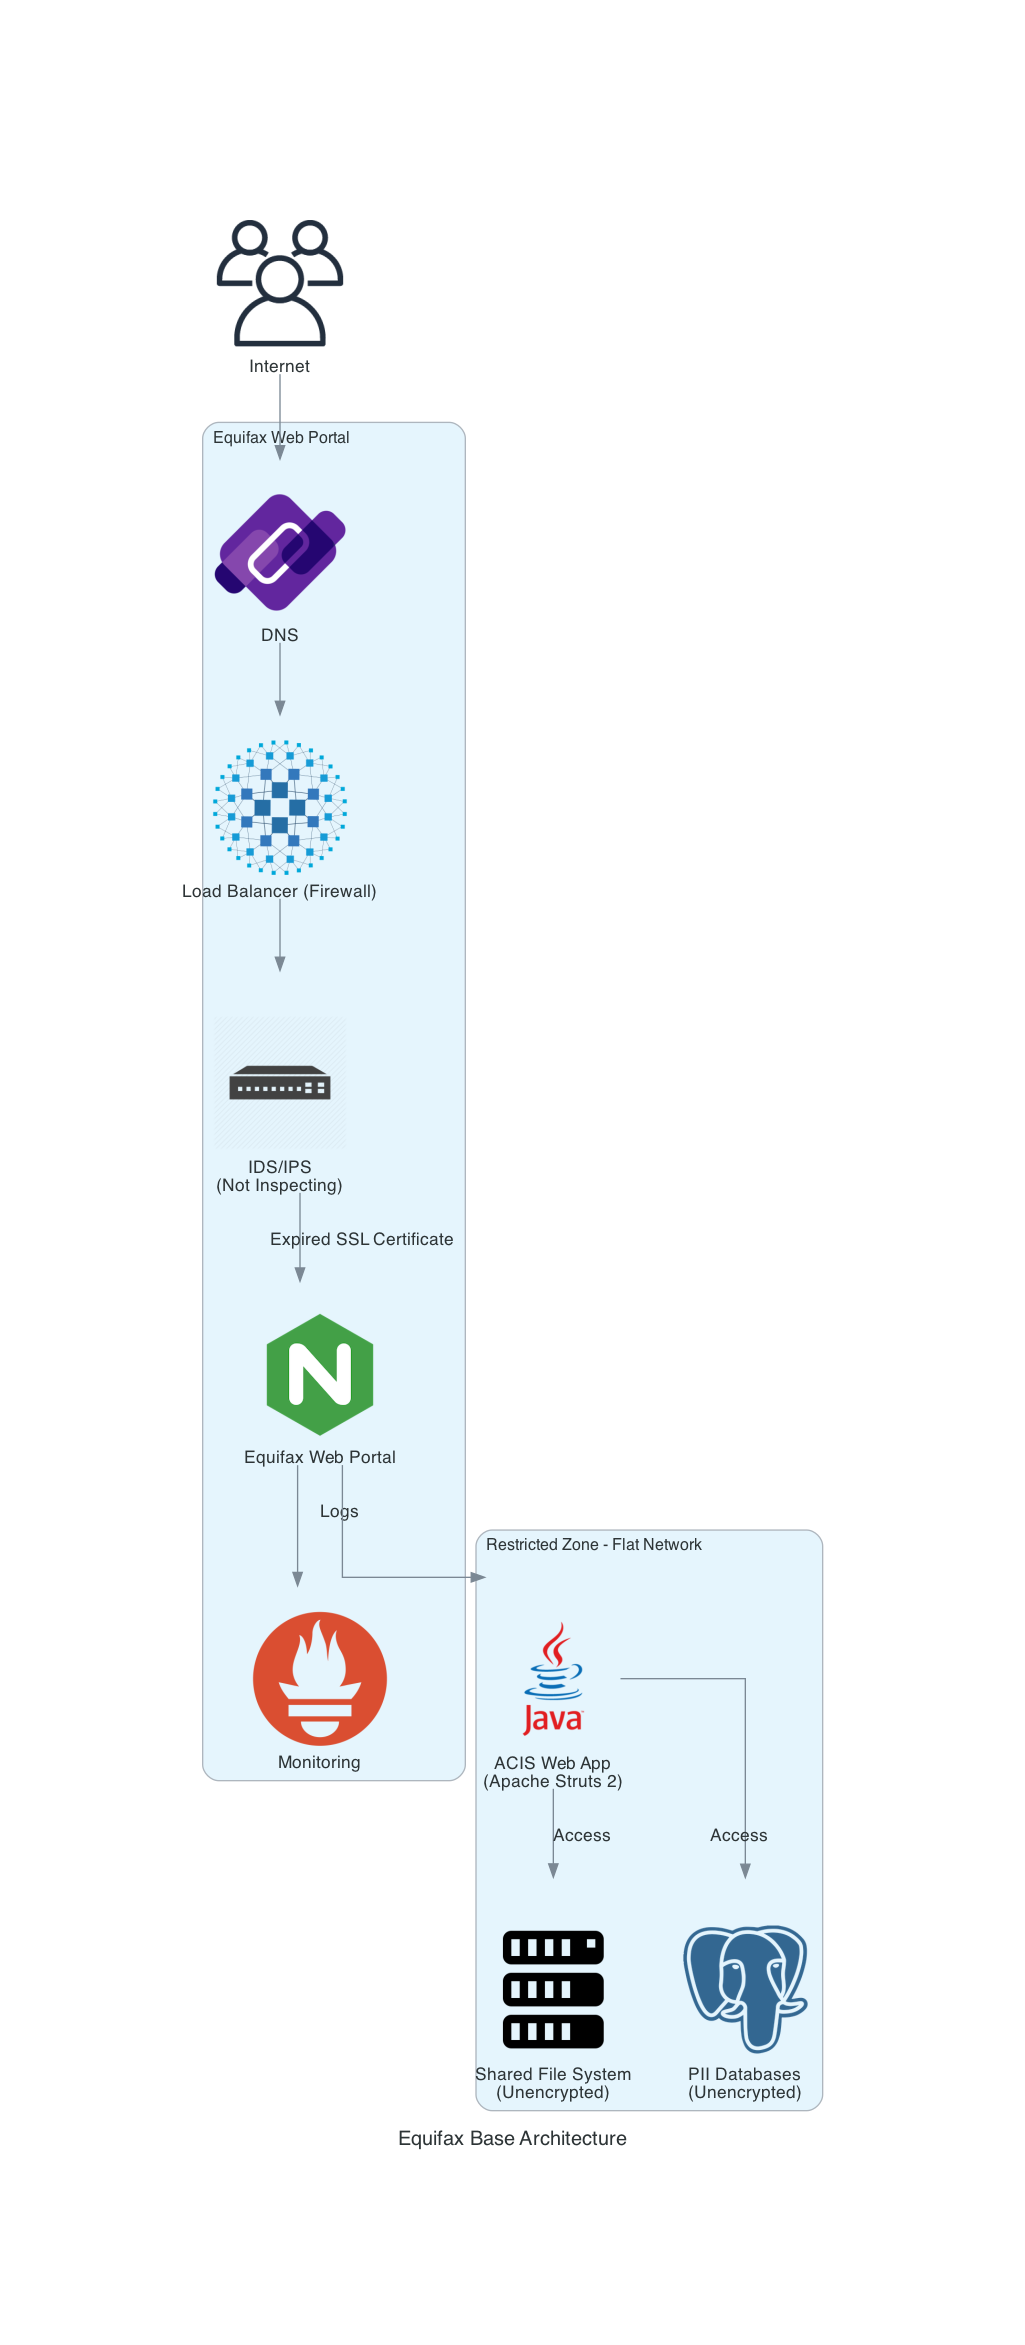 Internet
Equifax Web Portal
DNS
Load Balancer (Firewall)
IDS/IPS
(Not Inspecting)
Expired SSL Certificate
Equifax Web Portal
Logs
Monitoring
Restricted Zone - Flat Network
Java
ACIS Web App
(Apache Struts 2)
Access
Access
Shared File System
(Unencrypted)
PII Databases
(Unencrypted)
Equifax Base Architecture